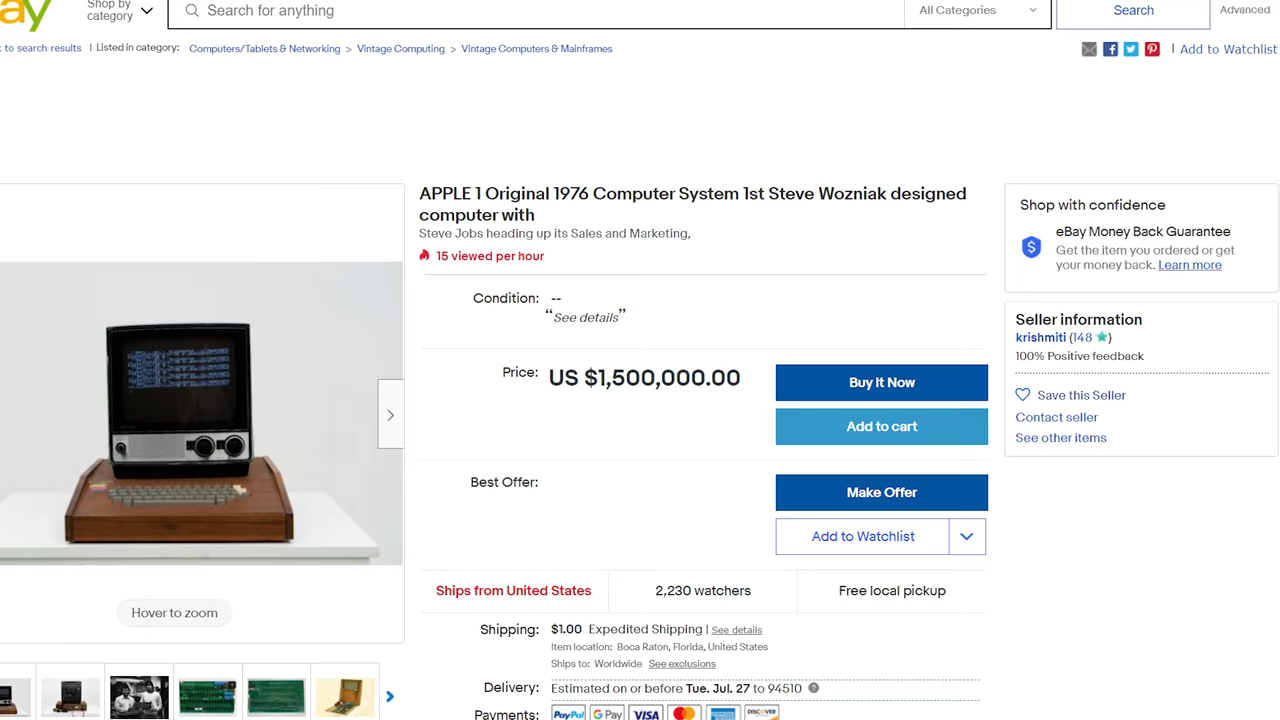 ay
Shop by
category
Search for anything
All Categories
Search
Advanced
k to search results | Listed in category: Computers/Tablets & Networking > Vintage Computing > Vintage Computers & Mainframes
| Add to Watchlist
APPLE 1 Original 1976 Computer System 1st Steve Wozniak designed
computer with
Steve Jobs heading up its Sales and Marketing,
15 viewed per hour
Condition: --
“See details”
Price: US $1,500,000.00
Buy It Now
Add to cart
Best Offer:
Make Offer
Add to Watchlist
Ships from United States
2,230 watchers
Free local pickup
Shipping: $1.00 Expedited Shipping | See details
Item location: Boca Raton, Florida, United States
Ships to: Worldwide See exclusions
Delivery: Estimated on or before Tue. Jul. 27 to 94510
Payments: PayPal G Pay VISA DISCOVER
Hover to zoom
Shop with confidence
eBay Money Back Guarantee
Get the item you ordered or get
your money back. Learn more
Seller information
krishmiti (148)
100% Positive feedback
Save this Seller
Contact seller
See other items